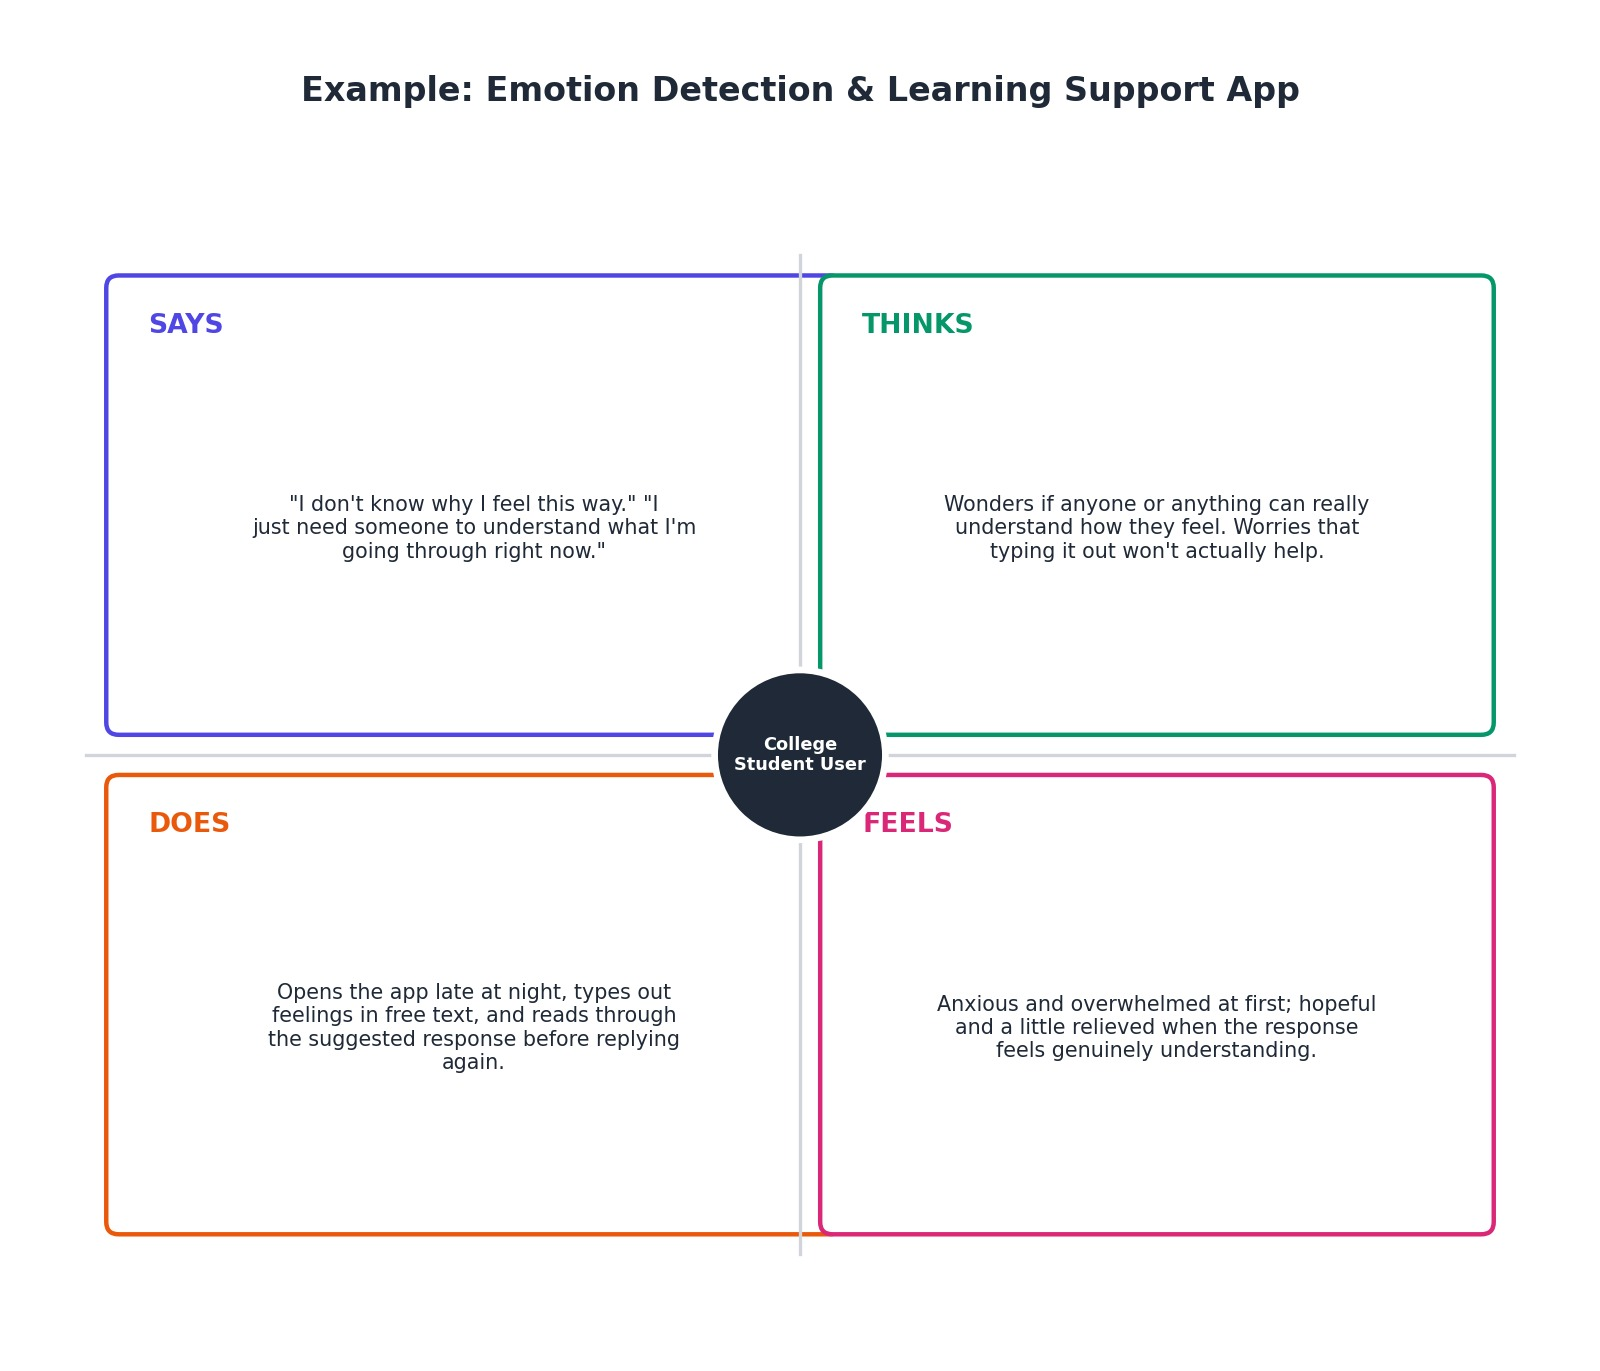 Example: Emotion Detection & Learning Support App
SAYS
"I don't know why I feel this way." "I
just need someone to understand what I'm
going through right now."
THINKS
Wonders if anyone or anything can really
understand how they feel. Worries that
typing it out won't actually help.
College
Student User
DOES
Opens the app late at night, types out
feelings in free text, and reads through
the suggested response before replying
again.
FEELS
Anxious and overwhelmed at first; hopeful
and a little relieved when the response
feels genuinely understanding.